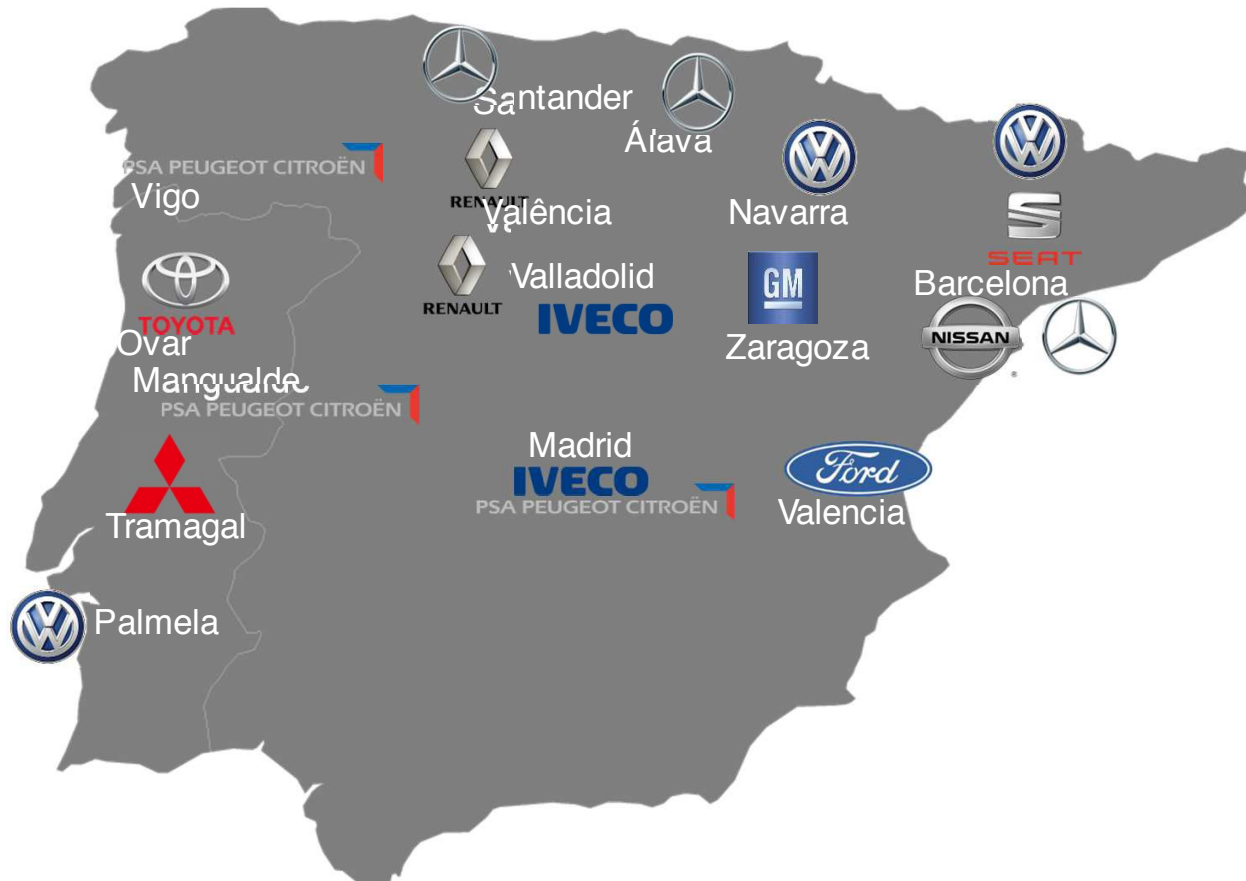 Santander
Álava
PSA PEUGEOT CITROËN
Vigo
RENAULT
Valência
Navarra
SEAT
Barcelona
TOYOTA
Ovar
RENAULT
Valladolid
IVECO
GM
Zaragoza
NISSAN
Mangualde
PSA PEUGEOT CITROËN
Madrid
IVECO
PSA PEUGEOT CITROËN
Ford
Valencia
Tramagal
Palmela